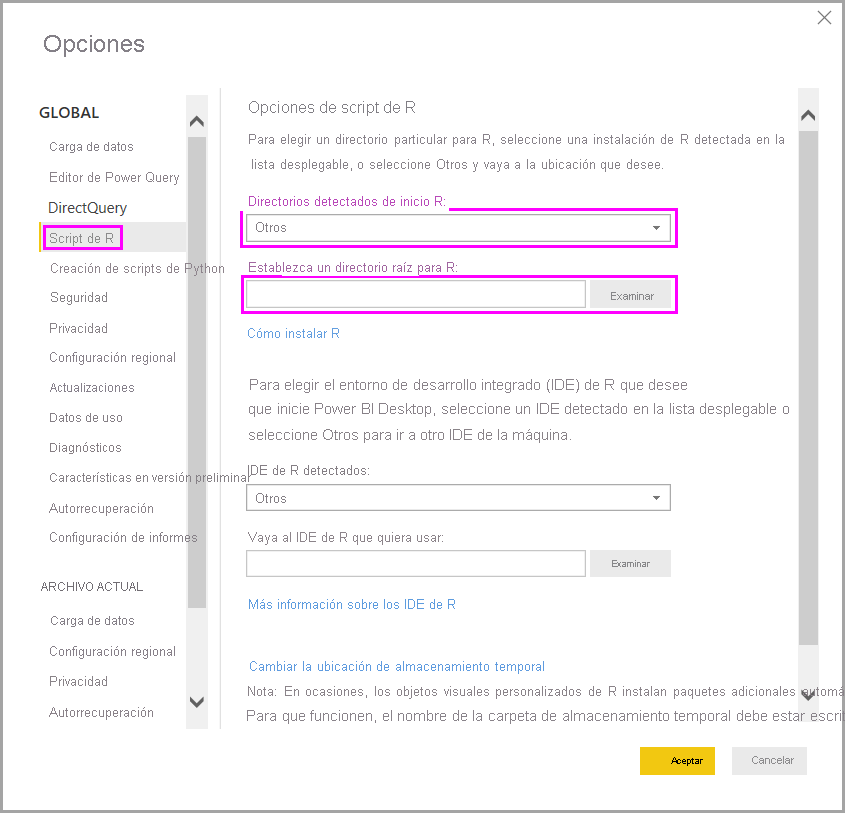 Opciones
GLOBAL
Carga de datos
Editor de Power Query
DirectQuery
Script de R
Creación de scripts de Python
Seguridad
Privacidad
Configuración regional
Actualizaciones
Datos de uso
Diagnósticos
Características en versión preliminar
Autorrecuperación
Configuración de informes
ARCHIVO ACTUAL
Carga de datos
Configuración regional
Privacidad
Autorrecuperación
Opciones de script de R
Para elegir un directorio particular para R, seleccione una instalación de R detectada en la
lista desplegable, o seleccione Otros y vaya a la ubicación que desee.
Directorios detectados de inicio R:
Otros
Establezca un directorio raíz para R:
Examinar
Cómo instalar R
Para elegir el entorno de desarrollo integrado (IDE) de R que desee
que inicie Power BI Desktop, seleccione un IDE detectado en la lista desplegable o
seleccione Otros para ir a otro IDE de la máquina.
IDE de R detectados:
Otros
Vaya al IDE de R que quiera usar:
Examinar
Más información sobre los IDE de R
Cambiar la ubicación de almacenamiento temporal
Nota: En ocasiones, los objetos visuales personalizados de R instalan paquetes adicionales automá
Para que funcionen, el nombre de la carpeta de almacenamiento temporal debe estar escri
Aceptar
Cancelar